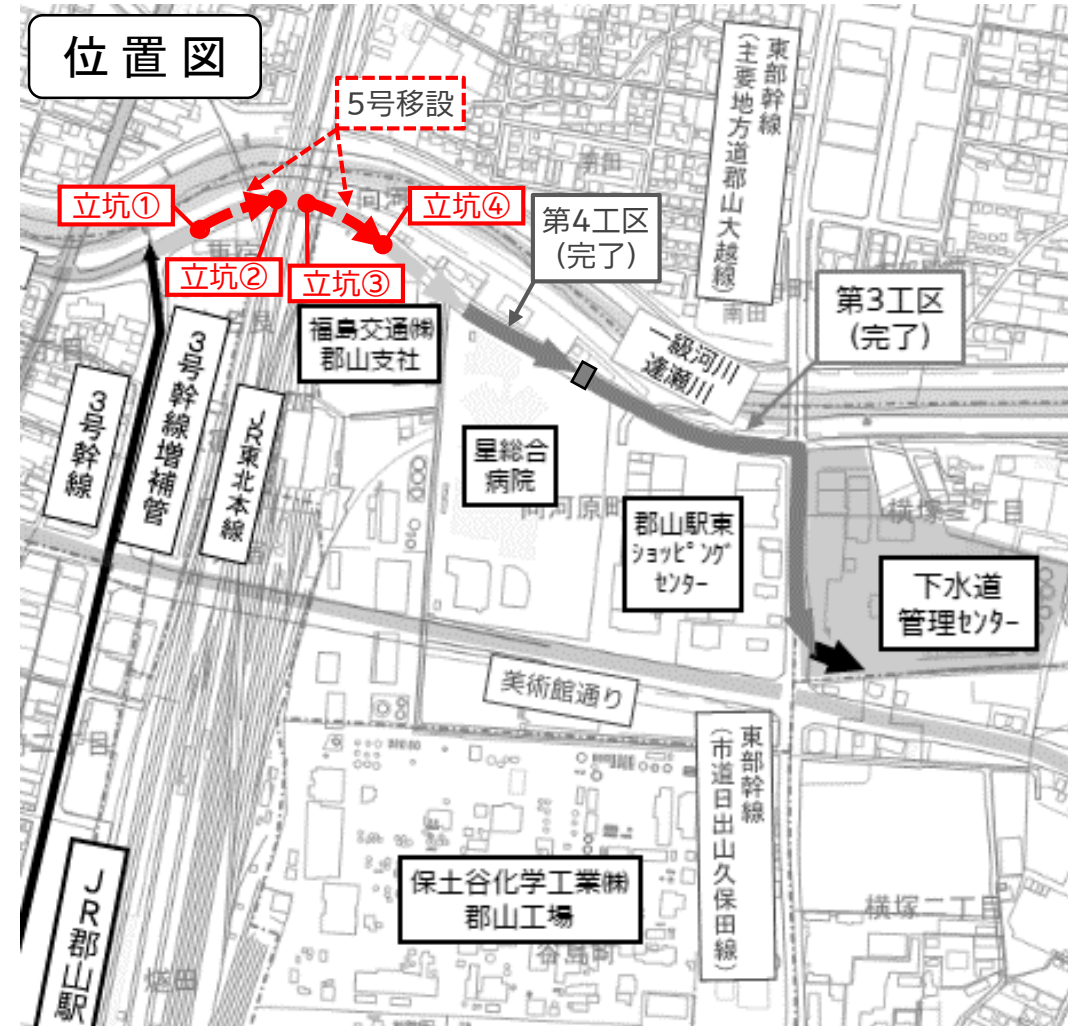 位置図
5号移設
立坑①
立坑②
立坑③
立坑④
第4工区
(完了)
東部幹線
(主要地方道郡山大越線)
南田
第3工区
(完了)
南田
一級河川
逢瀬川
福島交通㈱
郡山支社
3号幹線
3号幹線増補管
JR東北本線
星総合
病院
向河原町
郡山駅東
ショッピング
センター
横塚三丁目
下水道
管理センター
美術館通り
東部幹線
(市道日出山久保田線)
保土谷化学工業㈱
郡山工場
谷島町
横塚二丁目
JR郡山駅
燧田